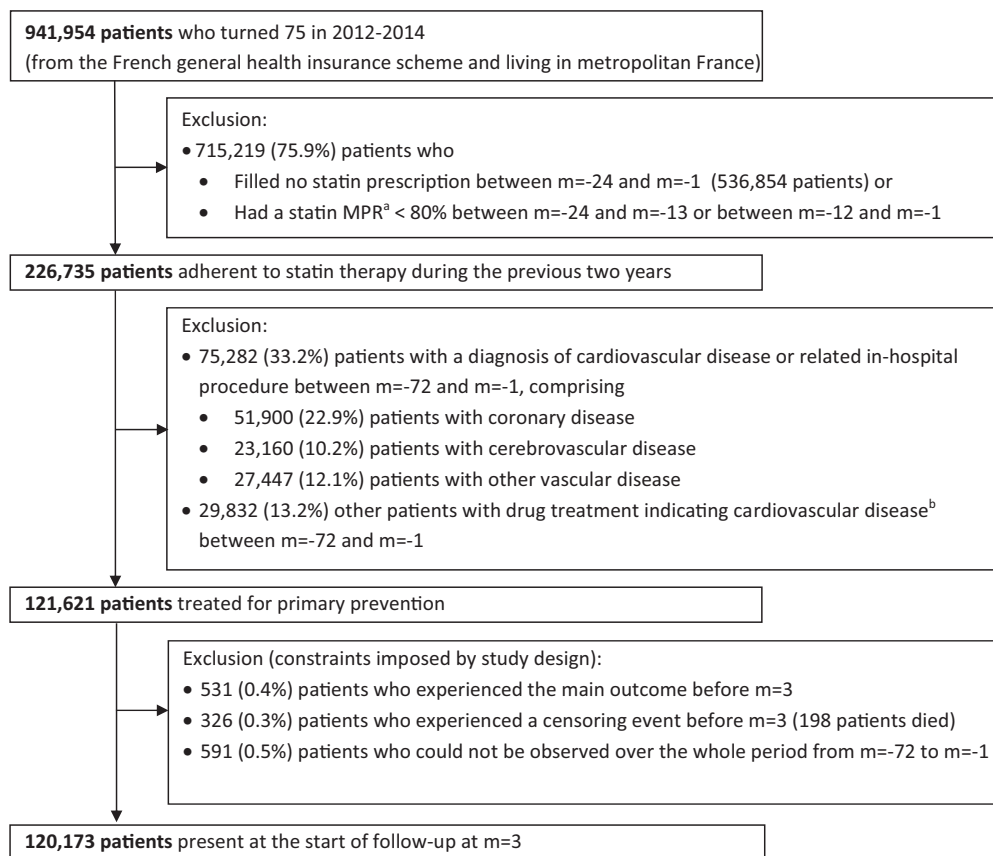 941,954 patients who turned 75 in 2012-2014
(from the French general health insurance scheme and living in metropolitan France)
Exclusion:
• 715,219 (75.9%) patients who
• Filled no statin prescription between m=-24 and m=-1 (536,854 patients) or
• Had a statin MPRᵃ < 80% between m=-24 and m=-13 or between m=-12 and m=-1
226,735 patients adherent to statin therapy during the previous two years
Exclusion:
• 75,282 (33.2%) patients with a diagnosis of cardiovascular disease or related in-hospital
procedure between m=-72 and m=-1, comprising
• 51,900 (22.9%) patients with coronary disease
• 23,160 (10.2%) patients with cerebrovascular disease
• 27,447 (12.1%) patients with other vascular disease
• 29,832 (13.2%) other patients with drug treatment indicating cardiovascular diseaseᵇ
between m=-72 and m=-1
121,621 patients treated for primary prevention
Exclusion (constraints imposed by study design):
• 531 (0.4%) patients who experienced the main outcome before m=3
• 326 (0.3%) patients who experienced a censoring event before m=3 (198 patients died)
• 591 (0.5%) patients who could not be observed over the whole period from m=-72 to m=-1
120,173 patients present at the start of follow-up at m=3